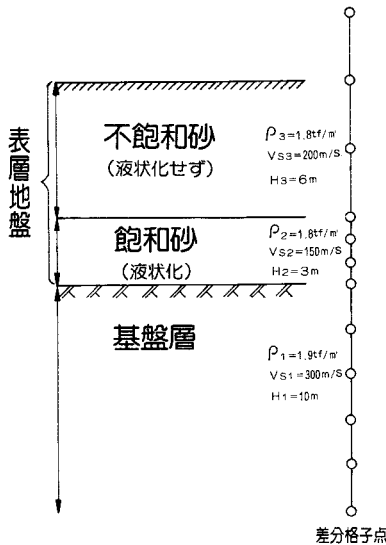 表層地盤
不飽和砂
(液状化せず)
ρ3=1.8tf/㎥
VS3=200m/S
H3=6m
飽和砂
(液状化)
ρ2=1.8tf/㎥
VS2=150m/S
H2=3m
基盤層
ρ1=1.9tf/㎥
VS1=300m/S
H1=10m
差分格子点